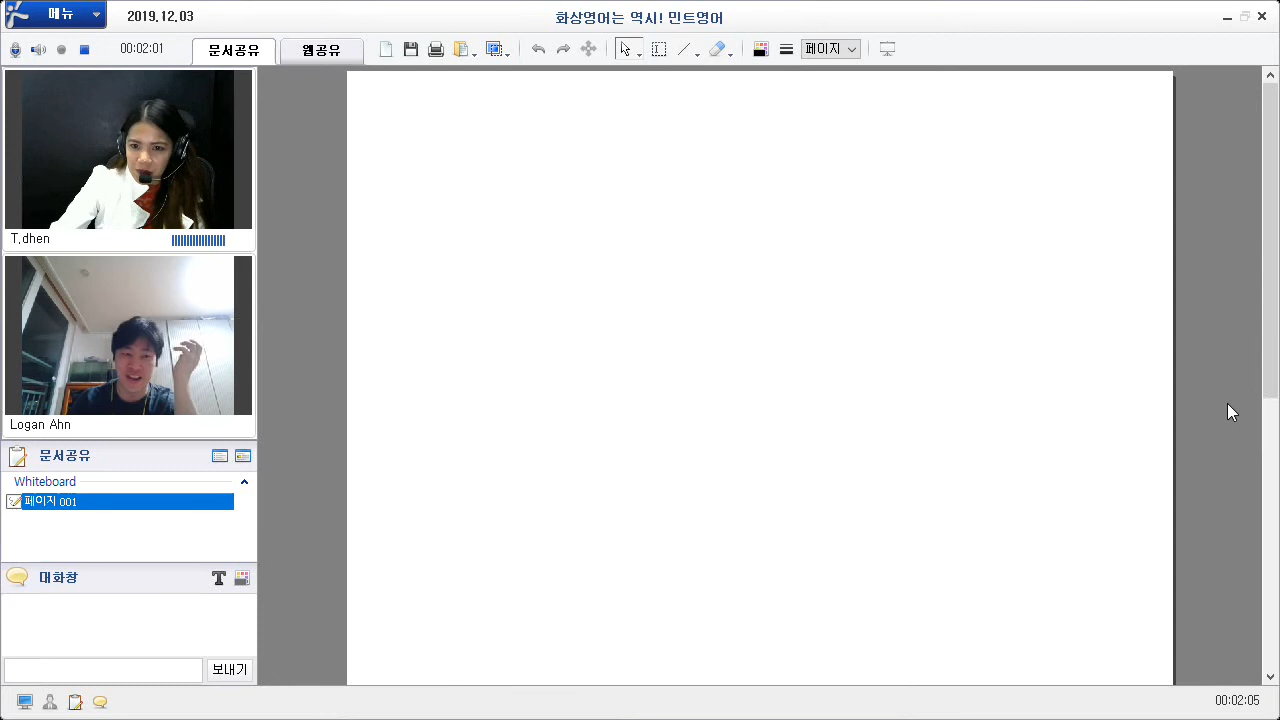 메뉴
2019.12.03
화상영어는 역시! 민트영어
00:02:01
문서공유
웹공유
페이지
T.dhen
Logan Ahn
문서공유
Whiteboard
페이지 001
대화창
T
보내기
00:02:05